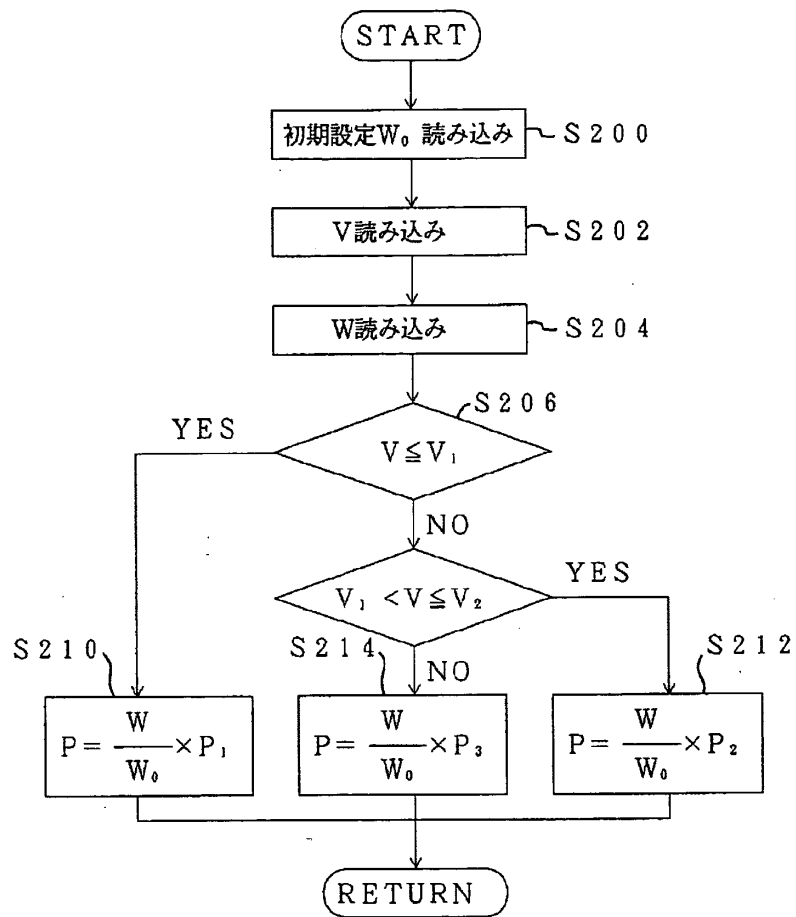 START
初期設定W₀ 読み込み
S200
V読み込み
S202
W読み込み
S204
S206
YES
V≦V₁
NO
V₁ <V≦V₂
YES
S210
S214
NO
S212
P= W/W₀ ×P₁
P= W/W₀ ×P₃
P= W/W₀ ×P₂
RETURN